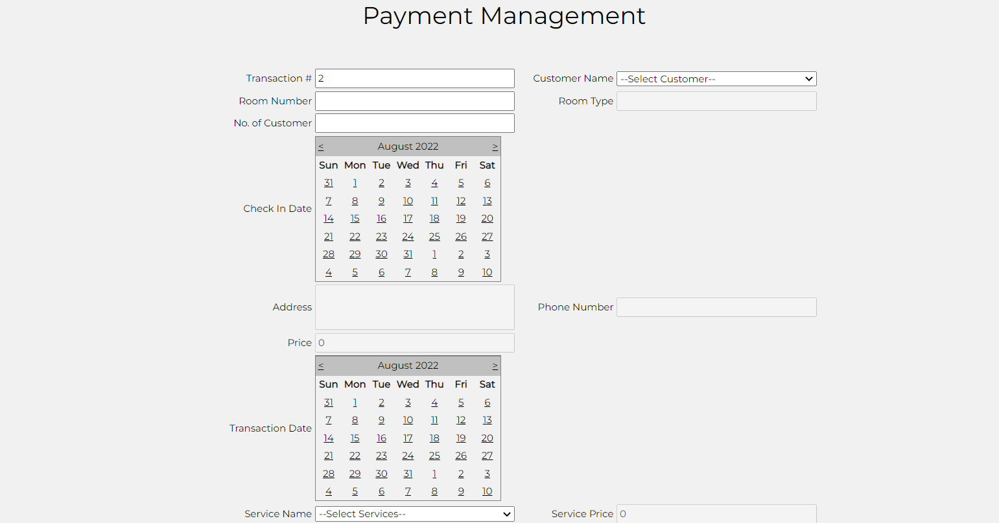 Payment Management
Transaction # 2 Customer Name --Select Customer--
Room Number Room Type
No. of Customer
< August 2022 >
Sun Mon Tue Wed Thu Fri Sat
31 1 2 3 4 5 6
7 8 9 10 11 12 13
Check In Date
14 15 16 17 18 19 20
21 22 23 24 25 26 27
28 29 30 31 1 2 3
4 5 6 7 8 9 10
Address Phone Number
Price 0
< August 2022 >
Sun Mon Tue Wed Thu Fri Sat
31 1 2 3 4 5 6
7 8 9 10 11 12 13
Transaction Date
14 15 16 17 18 19 20
21 22 23 24 25 26 27
28 29 30 31 1 2 3
4 5 6 7 8 9 10
Service Name --Select Services-- Service Price 0